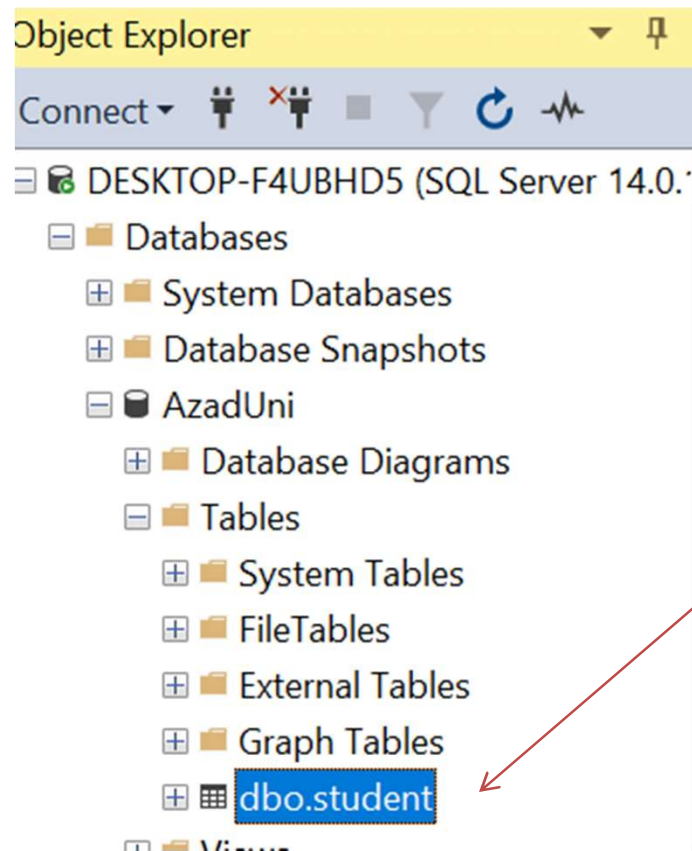 Object Explorer
Connect
DESKTOP-F4UBHD5 (SQL Server 14.0.
Databases
System Databases
Database Snapshots
AzadUni
Database Diagrams
Tables
System Tables
FileTables
External Tables
Graph Tables
dbo.student
Views